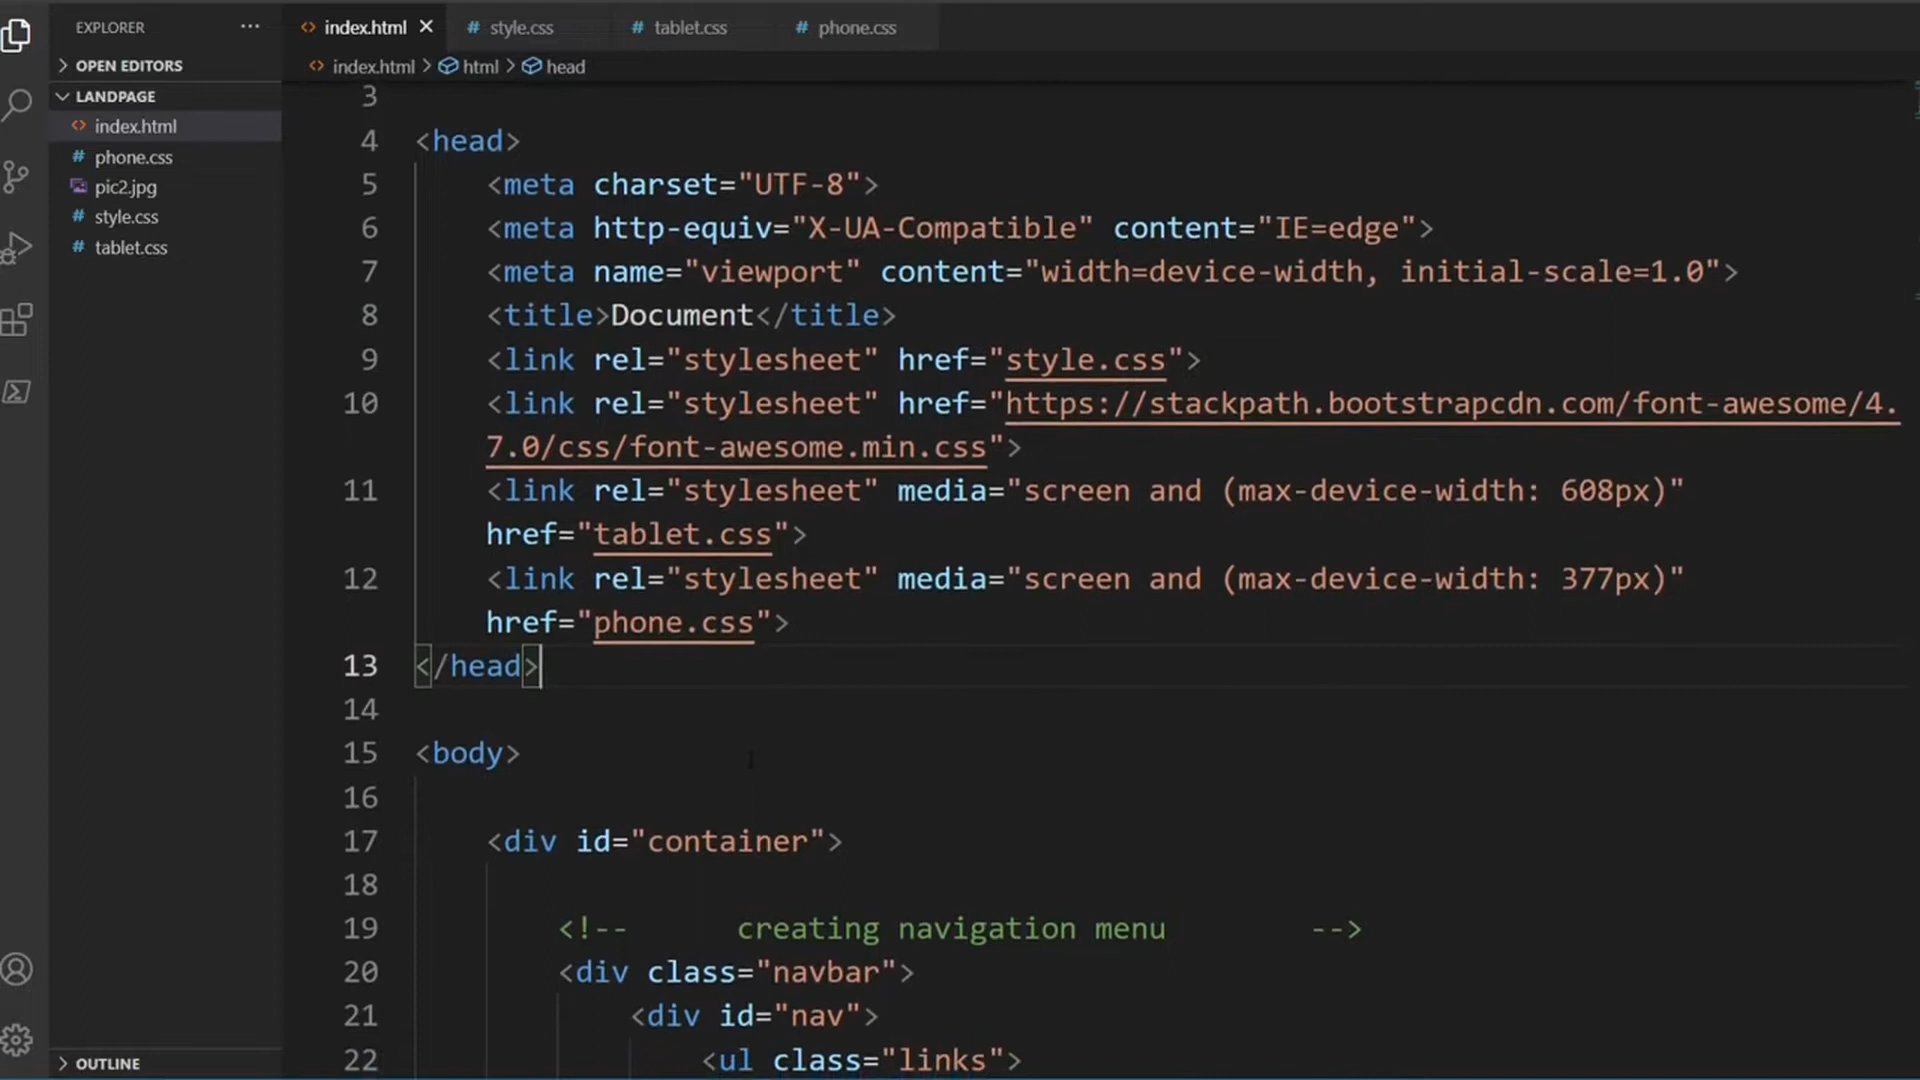 EXPLORER ...
OPEN EDITORS
LANDPAGE
index.html
phone.css
pic2.jpg
style.css
tablet.css
OUTLINE
index.html
style.css
tablet.css
phone.css
index.html > html > head
3
4 <head>
5 <meta charset="UTF-8">
6 <meta http-equiv="X-UA-Compatible" content="IE=edge">
7 <meta name="viewport" content="width=device-width, initial-scale=1.0">
8 <title>Document</title>
9 <link rel="stylesheet" href="style.css">
10 <link rel="stylesheet" href="https://stackpath.bootstrapcdn.com/font-awesome/4.
7.0/css/font-awesome.min.css">
11 <link rel="stylesheet" media="screen and (max-device-width: 608px)"
href="tablet.css">
12 <link rel="stylesheet" media="screen and (max-device-width: 377px)"
href="phone.css">
13 </head>
14
15 <body>
16
17 <div id="container">
18
19 <!-- creating navigation menu -->
20 <div class="navbar">
21 <div id="nav">
22 <ul class="links">